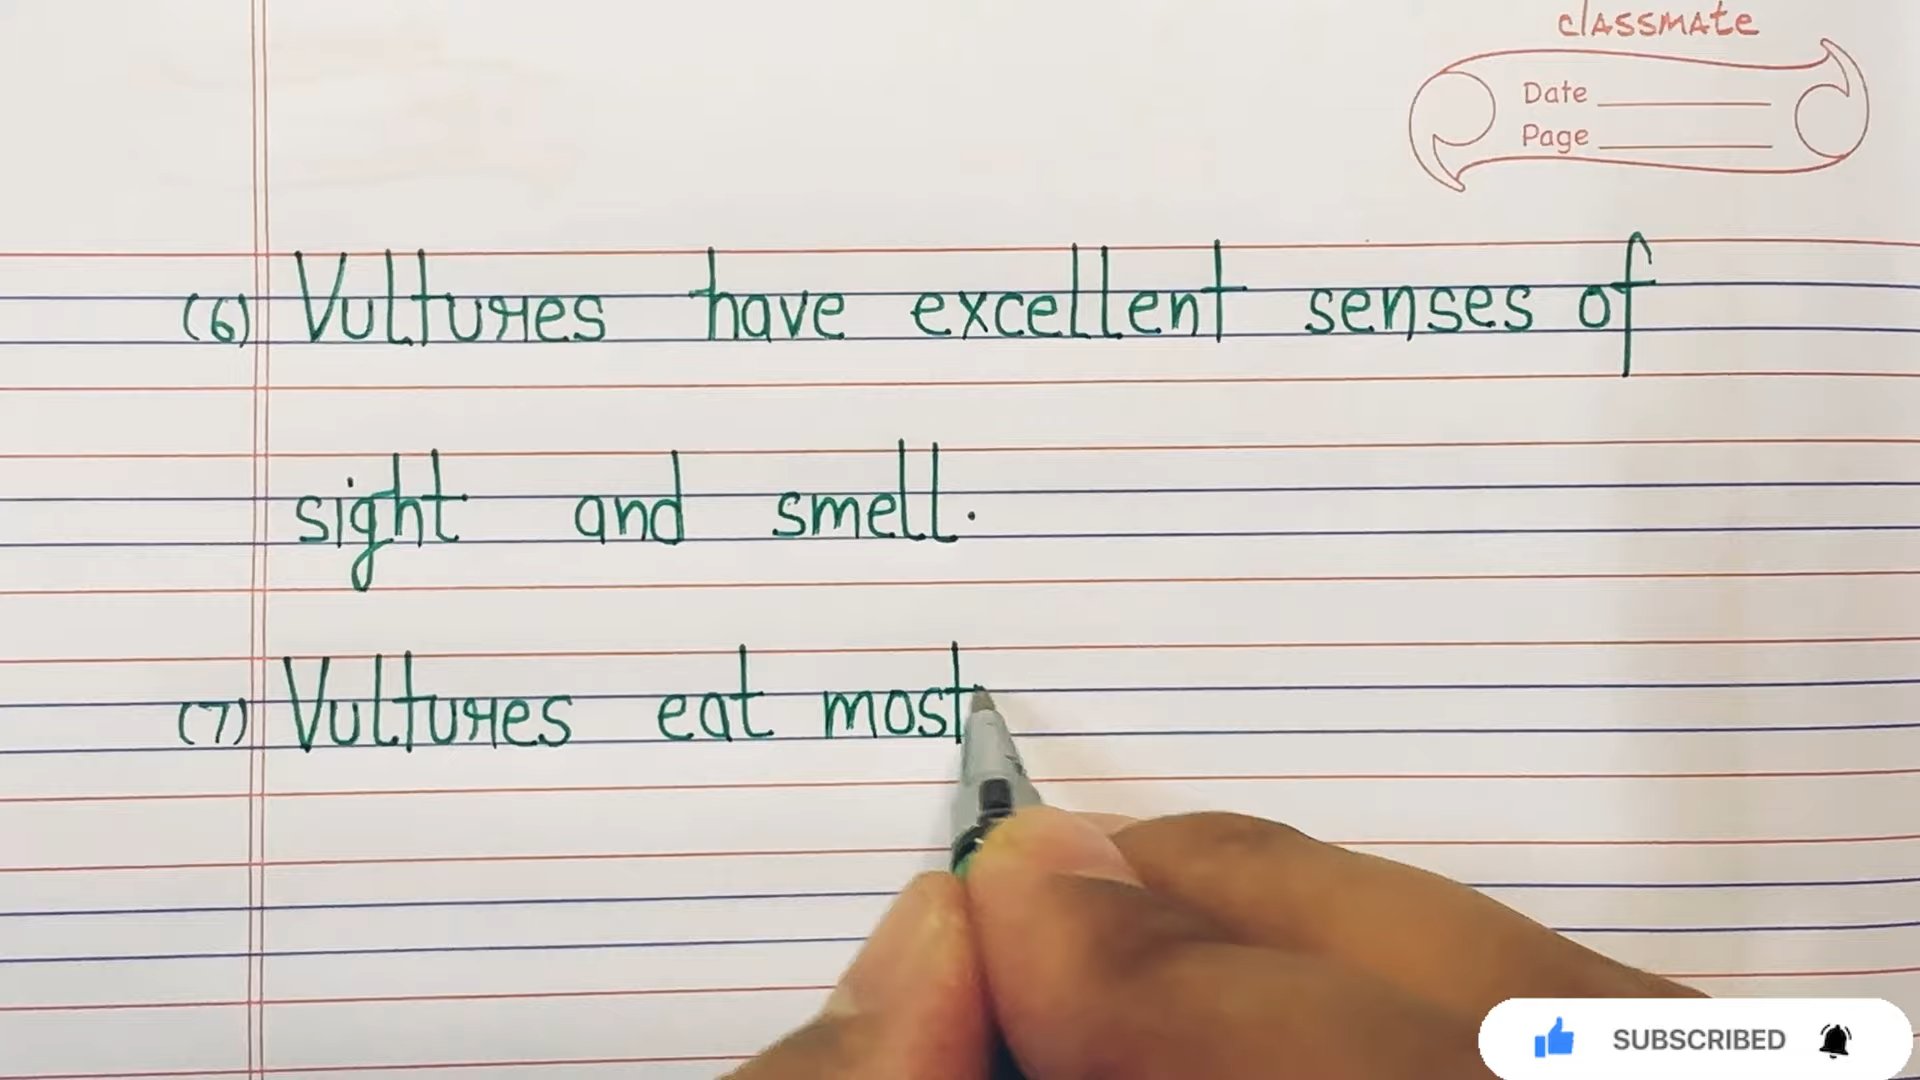 classmate
Date
Page
(6) Vultures have excellent senses of
sight and smell.
(7) Vultures eat most
SUBSCRIBED